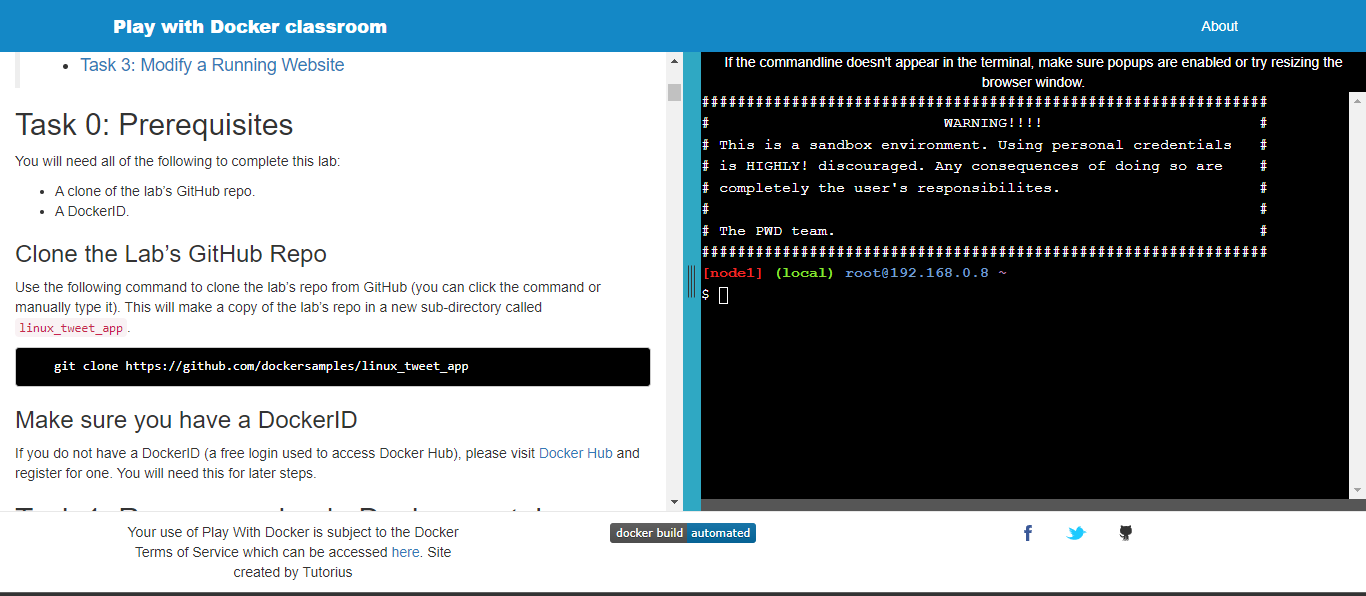 Play with Docker classroom
About
Task 3: Modify a Running Website
Task 0: Prerequisites
You will need all of the following to complete this lab:
A clone of the lab’s GitHub repo.
A DockerID.
Clone the Lab’s GitHub Repo
Use the following command to clone the lab’s repo from GitHub (you can click the command or
manually type it). This will make a copy of the lab’s repo in a new sub-directory called
linux_tweet_app.
git clone https://github.com/dockersamples/linux_tweet_app
Make sure you have a DockerID
If you do not have a DockerID (a free login used to access Docker Hub), please visit Docker Hub and
register for one. You will need this for later steps.
If the commandline doesn't appear in the terminal, make sure popups are enabled or try resizing the
browser window.
###############################################################
# WARNING!!!! #
# This is a sandbox environment. Using personal credentials #
# is HIGHLY! discouraged. Any consequences of doing so are #
# completely the user's responsibilites. #
# #
# The PWD team. #
###############################################################
[node1] (local) root@192.168.0.8 ~
$
Your use of Play With Docker is subject to the Docker
Terms of Service which can be accessed here. Site
created by Tutorius
docker build automated